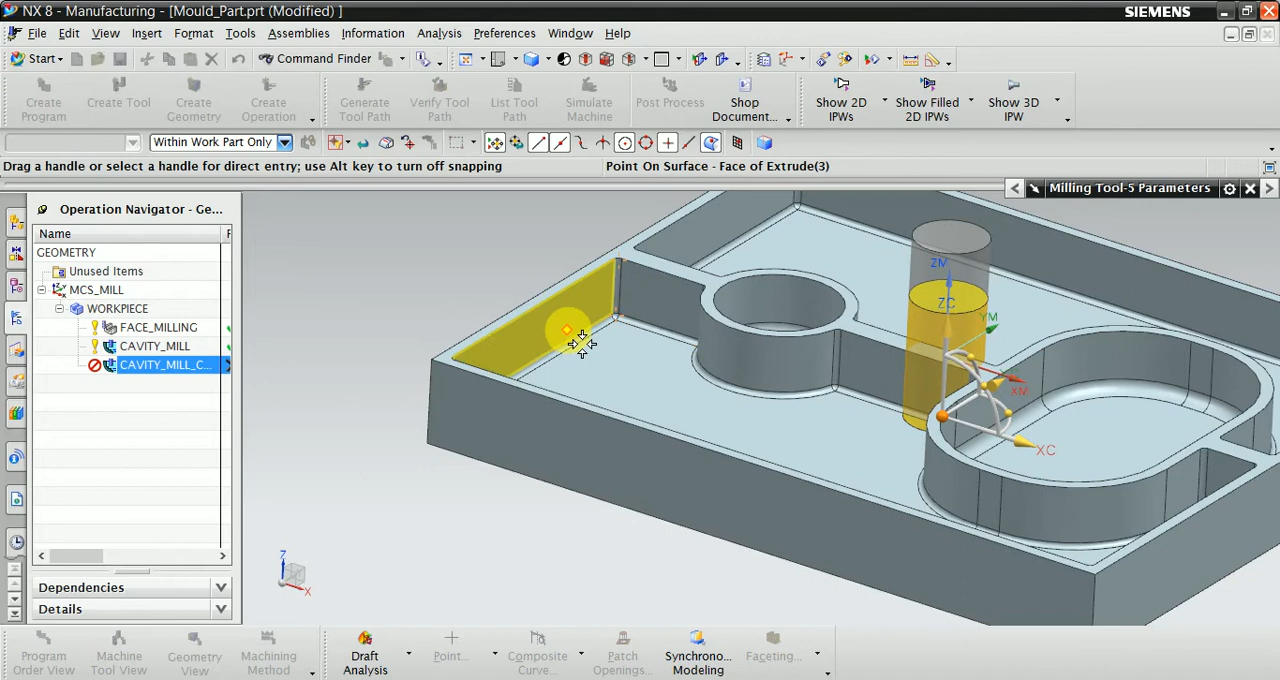 NX 8 - Manufacturing - [Mould_Part.prt (Modified) ]
SIEMENS
File Edit View Insert Format Tools Assemblies Information Analysis Preferences Window Help
Start Command Finder
Create Program
Create Tool
Create Geometry
Create Operation
Generate Tool Path
Verify Tool Path
List Tool Path
Simulate Machine
Post Process
Shop Document...
Show 2D IPWs
Show Filled 2D IPWs
Show 3D IPW
Within Work Part Only
Drag a handle or select a handle for direct entry; use Alt key to turn off snapping
Point On Surface - Face of Extrude(3)
Milling Tool-5 Parameters
Operation Navigator - Ge...
Name
GEOMETRY
Unused Items
MCS_MILL
WORKPIECE
FACE_MILLING
CAVITY_MILL
CAVITY_MILL_C...
Dependencies
Details
ZM
ZC
YM
XM
XC
Z
X
Program Order View
Machine Tool View
Geometry View
Machining Method
Draft Analysis
Point...
Composite Curve...
Patch Openings...
Synchrono... Modeling
Faceting...